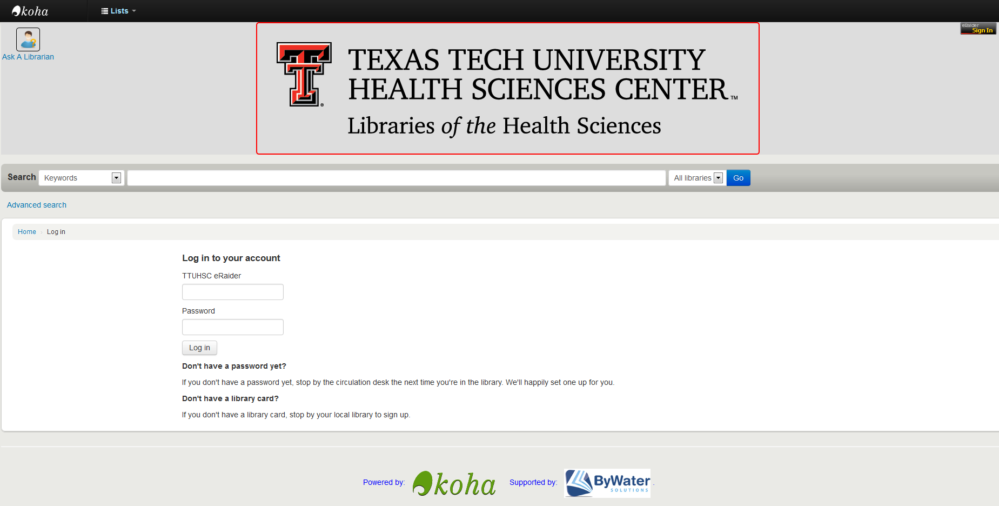 koha
Lists
Ask A Librarian
eRaider
Sign In
TEXAS TECH UNIVERSITY
HEALTH SCIENCES CENTER™
Libraries of the Health Sciences
®
Search
Keywords
All libraries
Go
Advanced search
Home › Log in
Log in to your account
TTUHSC eRaider
Password
Log in
Don't have a password yet?
If you don't have a password yet, stop by the circulation desk the next time you're in the library. We'll happily set one up for you.
Don't have a library card?
If you don't have a library card, stop by your local library to sign up.
Powered by: koha Supported by: ByWater
SOLUTIONS .